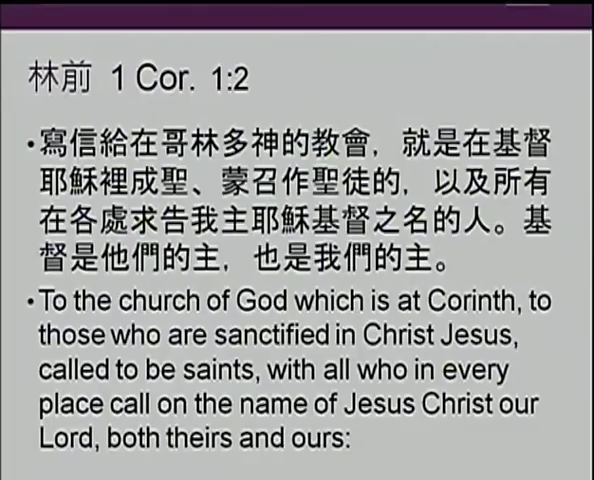 林前 1 Cor. 1:2
•寫信給在哥林多神的教會，就是在基督
耶穌裡成聖、蒙召作聖徒的，以及所有
在各處求告我主耶穌基督之名的人。基
督是他們的主，也是我們的主。
•To the church of God which is at Corinth, to
those who are sanctified in Christ Jesus,
called to be saints, with all who in every
place call on the name of Jesus Christ our
Lord, both theirs and ours: